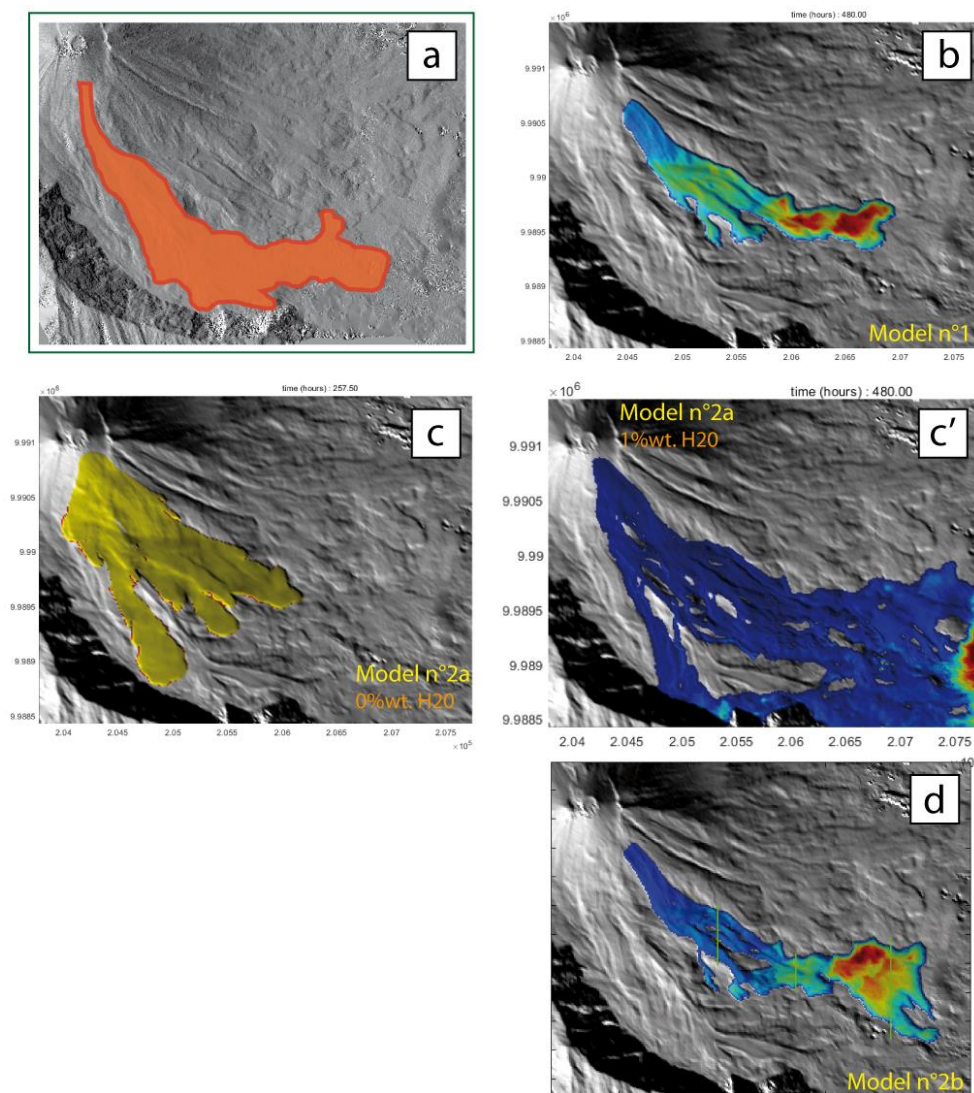 a
time (hours) : 480.00
× 10⁶
b
9.991
9.9905
9.99
9.9895
9.989
9.9885
Model n°1
2.04 2.045 2.05 2.055 2.06 2.065 2.07 2.075
time (hours) : 257.50
× 10⁶
c
9.991
9.9905
9.99
9.9895
9.989
9.9885
Model n°2a
0%wt. H20
2.04 2.045 2.05 2.055 2.06 2.065 2.07 2.075
× 10⁵
time (hours) : 480.00
× 10⁶
Model n°2a
1%wt. H20
c'
9.991
9.9905
9.99
9.9895
9.989
9.9885
2.04 2.045 2.05 2.055 2.06 2.065 2.07 2.075
d
Model n°2b